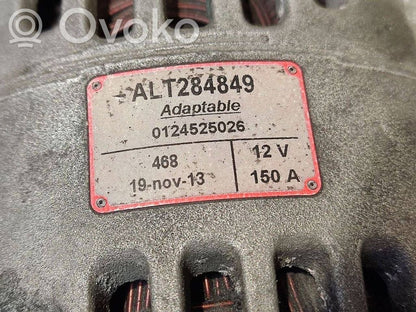 Ovoko
ALT284849
Adaptable
0124525026
468
12 V
19-nov-13
150 A